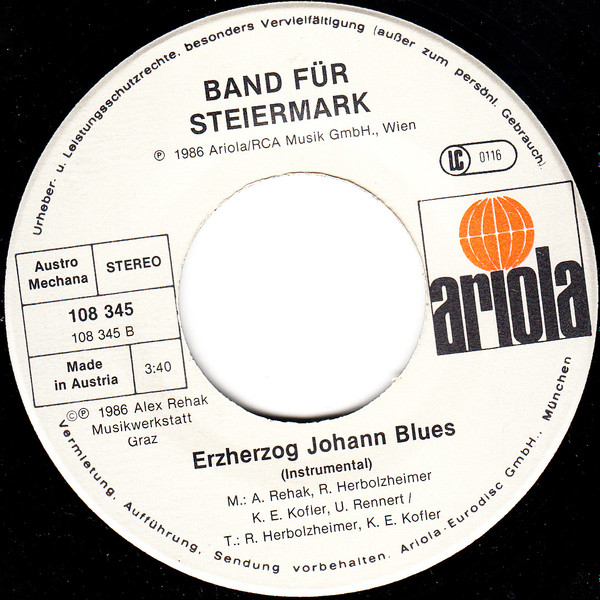 Urheber- u. Leistungsschutzrechte, besonders Vervielfältigung (außer zum persönl. Gebrauch),
BAND FÜR
STEIERMARK
Ⓟ 1986 Ariola/RCA Musik GmbH., Wien
LC 0116
ariola
Austro
Mechana
STEREO
108 345
108 345 B
Made
in Austria
3:40
©Ⓟ 1986 Alex Rehak
Musikwerkstatt
Graz
Erzherzog Johann Blues
(Instrumental)
M.: A. Rehak, R. Herbolzheimer
K. E. Kofler, U. Rennert /
T.: R. Herbolzheimer, K. E. Kofler
Vermietung, Aufführung, Sendung vorbehalten. Ariola-Eurodisc GmbH., München